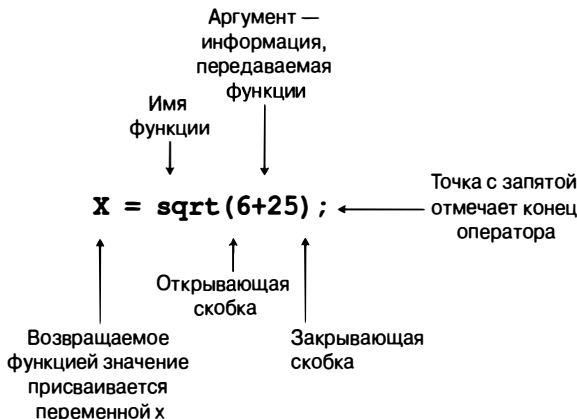 Аргумент —
информация,
передаваемая
функции
Имя
функции
X = sqrt(6+25);
Точка с запятой
отмечает конец
оператора
Открывающая
скобка
Закрывающая
скобка
Возвращаемое
функцией значение
присваивается
переменной х